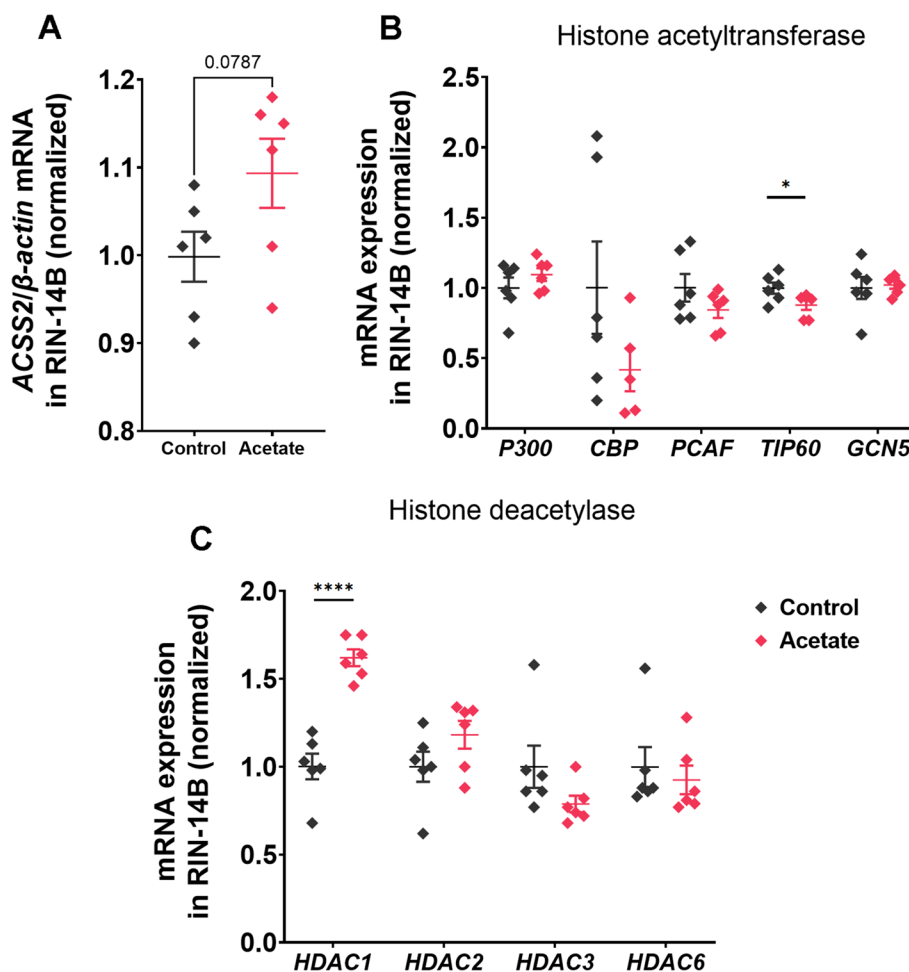 A
0.0787
ACSS2/β-actin mRNA
in RIN-14B (normalized)
1.2
1.1
1.0
0.9
0.8
Control Acetate
B
Histone acetyltransferase
mRNA expression
in RIN-14B (normalized)
2.5
2.0
1.5
1.0
0.5
0.0
*
P300 CBP PCAF TIP60 GCN5
Histone deacetylase
C
mRNA expression
in RIN-14B (normalized)
2.0
1.5
1.0
0.5
0.0
****
HDAC1 HDAC2 HDAC3 HDAC6
Control
Acetate